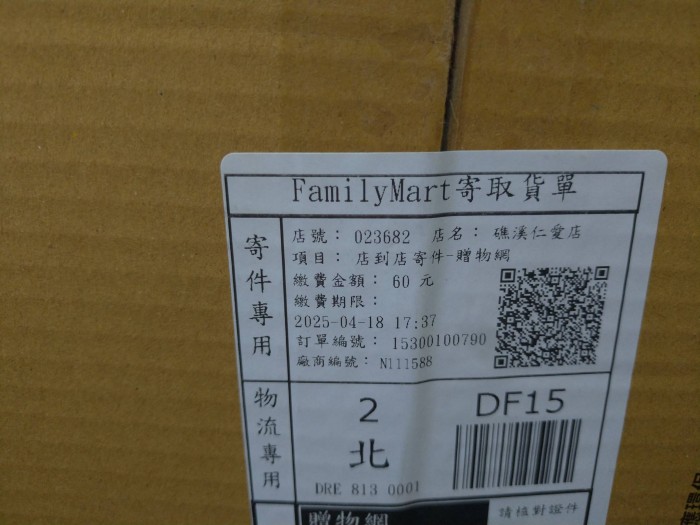 FamilyMart寄取貨單
寄件專用
店號： 023682 店名： 礁溪仁愛店
項目： 店到店寄件-贈物網
繳費金額： 60 元
繳費期限：
2025-04-18 17:37
訂單編號： 15300100790
廠商編號： N111588
物流專用
2
北
DRE 813 0001
DF15
贈物網
請核對證件